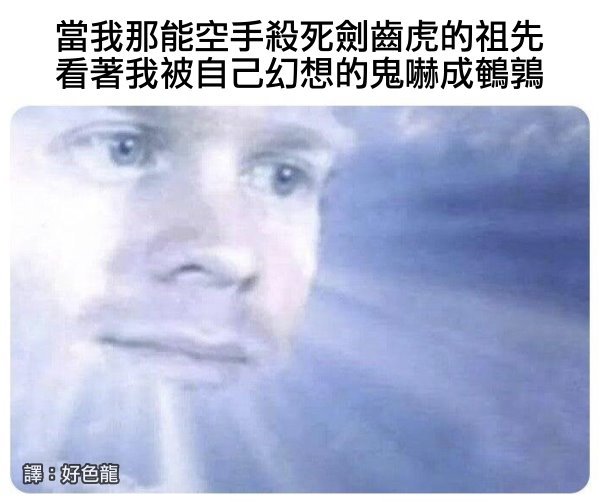 當我那能空手殺死劍齒虎的祖先
看著我被自己幻想的鬼嚇成鵪鶉
譯：好色龍